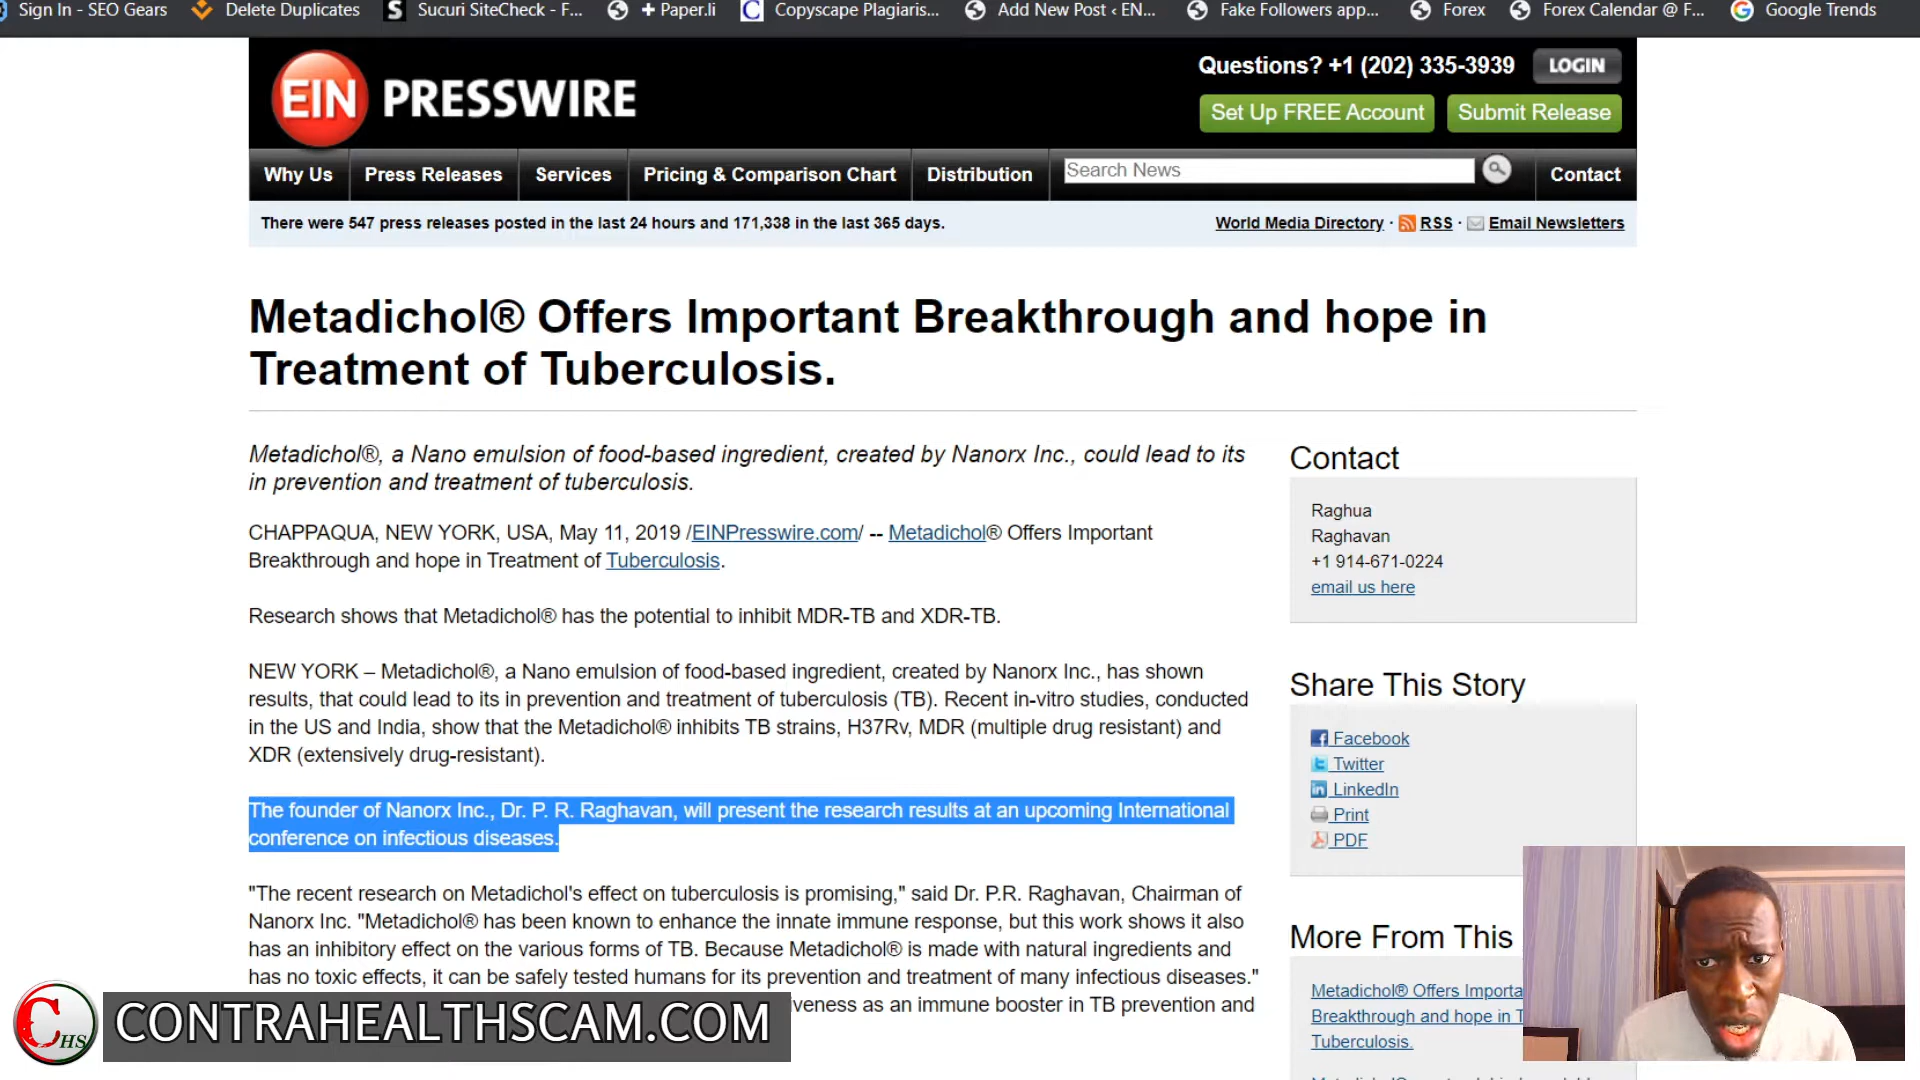 Sign In - SEO Gears
Delete Duplicates
S Sucuri SiteCheck - F...
+ Paper.li
C Copyscape Plagiaris...
Add New Post ‹ EN...
Fake Followers app...
Forex
Forex Calendar @ F...
Google Trends
EIN PRESSWIRE
Questions? +1 (202) 335-3939
LOGIN
Set Up FREE Account
Submit Release
Why Us
Press Releases
Services
Pricing & Comparison Chart
Distribution
Search News
Contact
There were 547 press releases posted in the last 24 hours and 171,338 in the last 365 days.
World Media Directory · RSS · Email Newsletters
Metadichol® Offers Important Breakthrough and hope in
Treatment of Tuberculosis.
Metadichol®, a Nano emulsion of food-based ingredient, created by Nanorx Inc., could lead to its
in prevention and treatment of tuberculosis.
CHAPPAQUA, NEW YORK, USA, May 11, 2019 /EINPresswire.com/ -- Metadichol® Offers Important
Breakthrough and hope in Treatment of Tuberculosis.
Research shows that Metadichol® has the potential to inhibit MDR-TB and XDR-TB.
NEW YORK – Metadichol®, a Nano emulsion of food-based ingredient, created by Nanorx Inc., has shown
results, that could lead to its in prevention and treatment of tuberculosis (TB). Recent in-vitro studies, conducted
in the US and India, show that the Metadichol® inhibits TB strains, H37Rv, MDR (multiple drug resistant) and
XDR (extensively drug-resistant).
The founder of Nanorx Inc., Dr. P. R. Raghavan, will present the research results at an upcoming International
conference on infectious diseases.
"The recent research on Metadichol's effect on tuberculosis is promising," said Dr. P.R. Raghavan, Chairman of
Nanorx Inc. "Metadichol® has been known to enhance the innate immune response, but this work shows it also
has an inhibitory effect on the various forms of TB. Because Metadichol® is made with natural ingredients and
has no toxic effects, it can be safely tested humans for its prevention and treatment of many infectious diseases."
iveness as an immune booster in TB prevention and
Contact
Raghua
Raghavan
+1 914-671-0224
email us here
Share This Story
Facebook
Twitter
LinkedIn
Print
PDF
More From This
Metadichol® Offers Importa
Breakthrough and hope in T
Tuberculosis.
CHS
CONTRAHEALTHSCAM.COM